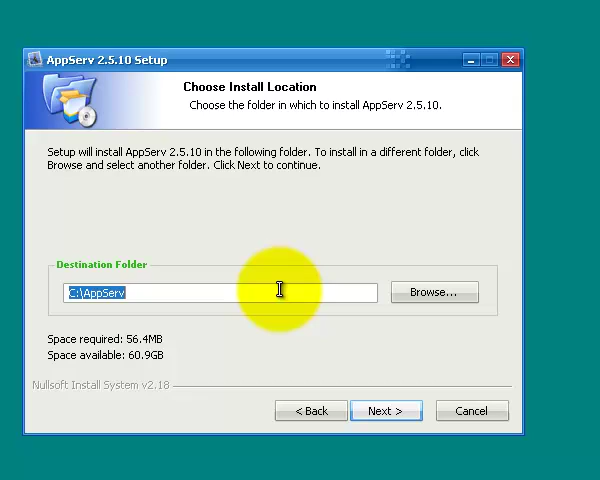 AppServ 2.5.10 Setup
Choose Install Location
Choose the folder in which to install AppServ 2.5.10.
Setup will install AppServ 2.5.10 in the following folder. To install in a different folder, click
Browse and select another folder. Click Next to continue.
Destination Folder
C:\AppServ
Browse...
Space required: 56.4MB
Space available: 60.9GB
Nullsoft Install System v2.18
< Back
Next >
Cancel